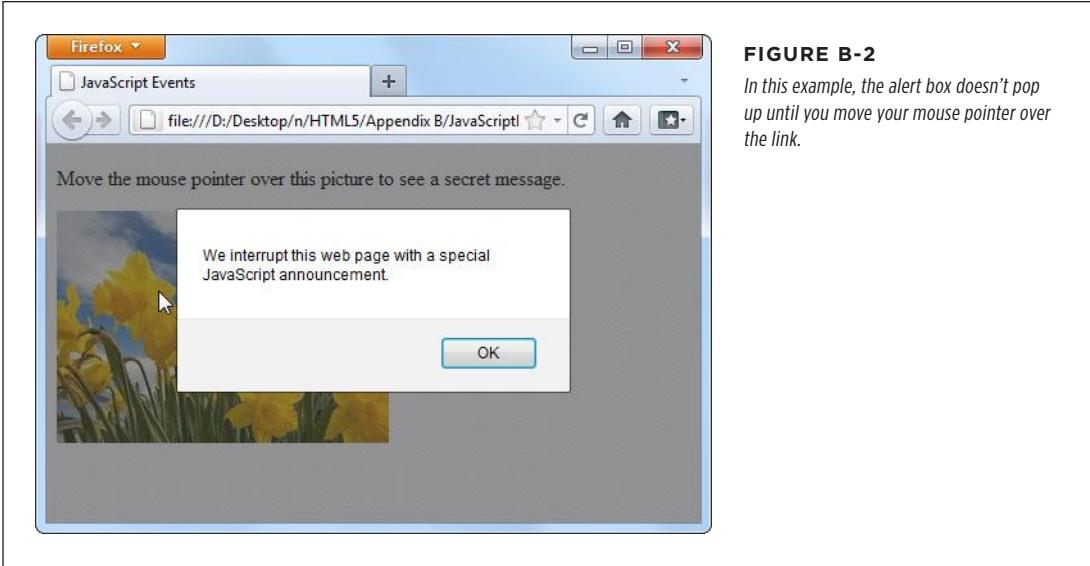 Firefox
JavaScript Events
file:///D:/Desktop/n/HTML5/Appendix B/JavaScriptI
Move the mouse pointer over this picture to see a secret message.
We interrupt this web page with a special
JavaScript announcement.
OK
FIGURE B-2
In this example, the alert box doesn’t pop
up until you move your mouse pointer over
the link.